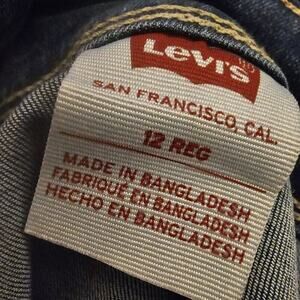 Levi's
SAN FRANCISCO, CAL.
12 REG
MADE IN BANGLADESH
FABRIQUÉ EN BANGLADESH
HECHO EN BANGLADESH